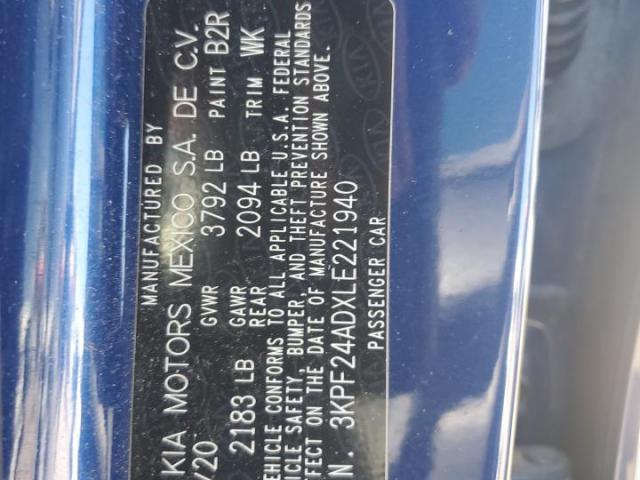 MANUFACTURED BY
KIA MOTORS MEXICO S.A. DE C.V.
/20 GVWR 3792 LB PAINT B2R
2183 LB GAWR REAR 2094 LB TRIM WK
EHICLE CONFORMS TO ALL APPLICABLE U.S.A. FEDERAL
HICLE SAFETY, BUMPER, AND THEFT PREVENTION STANDARDS
FFECT ON THE DATE OF MANUFACTURE SHOWN ABOVE.
N. 3KPF24ADXLE221940
PASSENGER CAR